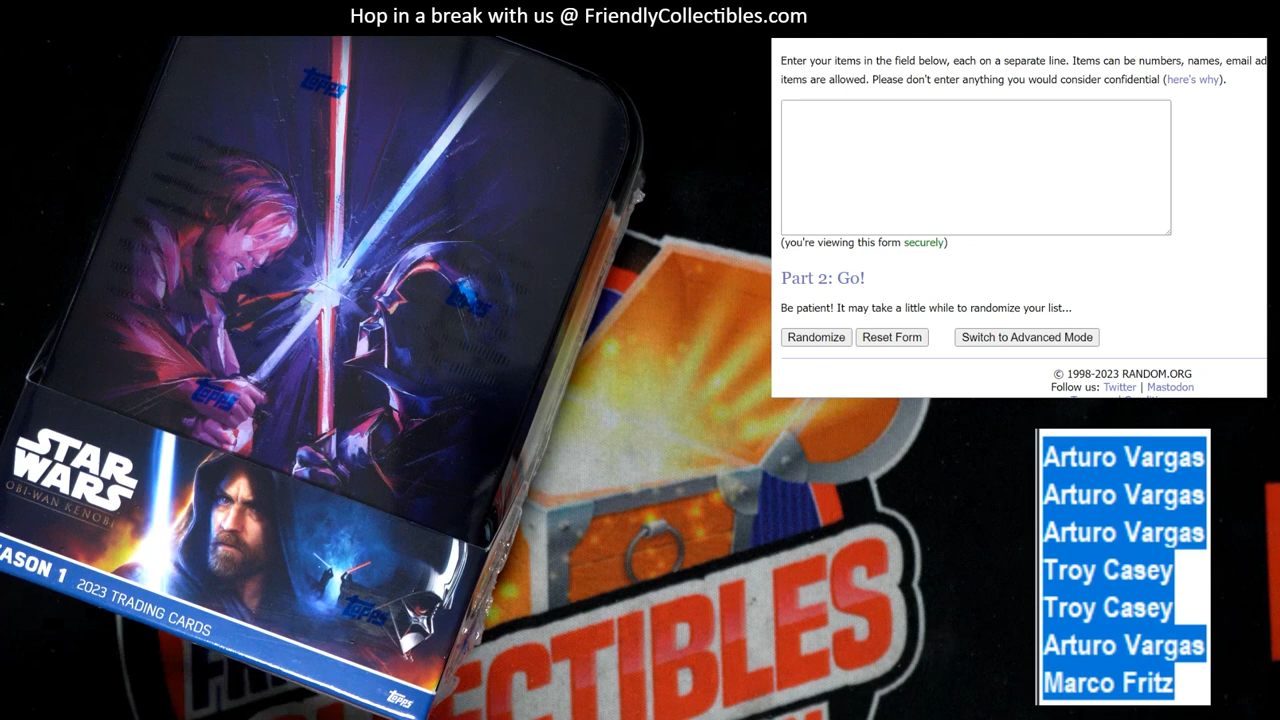 Hop in a break with us @ FriendlyCollectibles.com
Enter your items in the field below, each on a separate line. Items can be numbers, names, email ad
items are allowed. Please don't enter anything you would consider confidential (here's why).
(you're viewing this form securely)
Part 2: Go!
Be patient! It may take a little while to randomize your list...
Randomize Reset Form Switch to Advanced Mode
© 1998-2023 RANDOM.ORG
Follow us: Twitter | Mastodon
Topps
Topps
STAR
WARS
OBI-WAN KENOBI
ASON 1 2023 TRADING CARDS
Topps
Topps
ECTIBLES
Arturo Vargas
Arturo Vargas
Arturo Vargas
Troy Casey
Troy Casey
Arturo Vargas
Marco Fritz